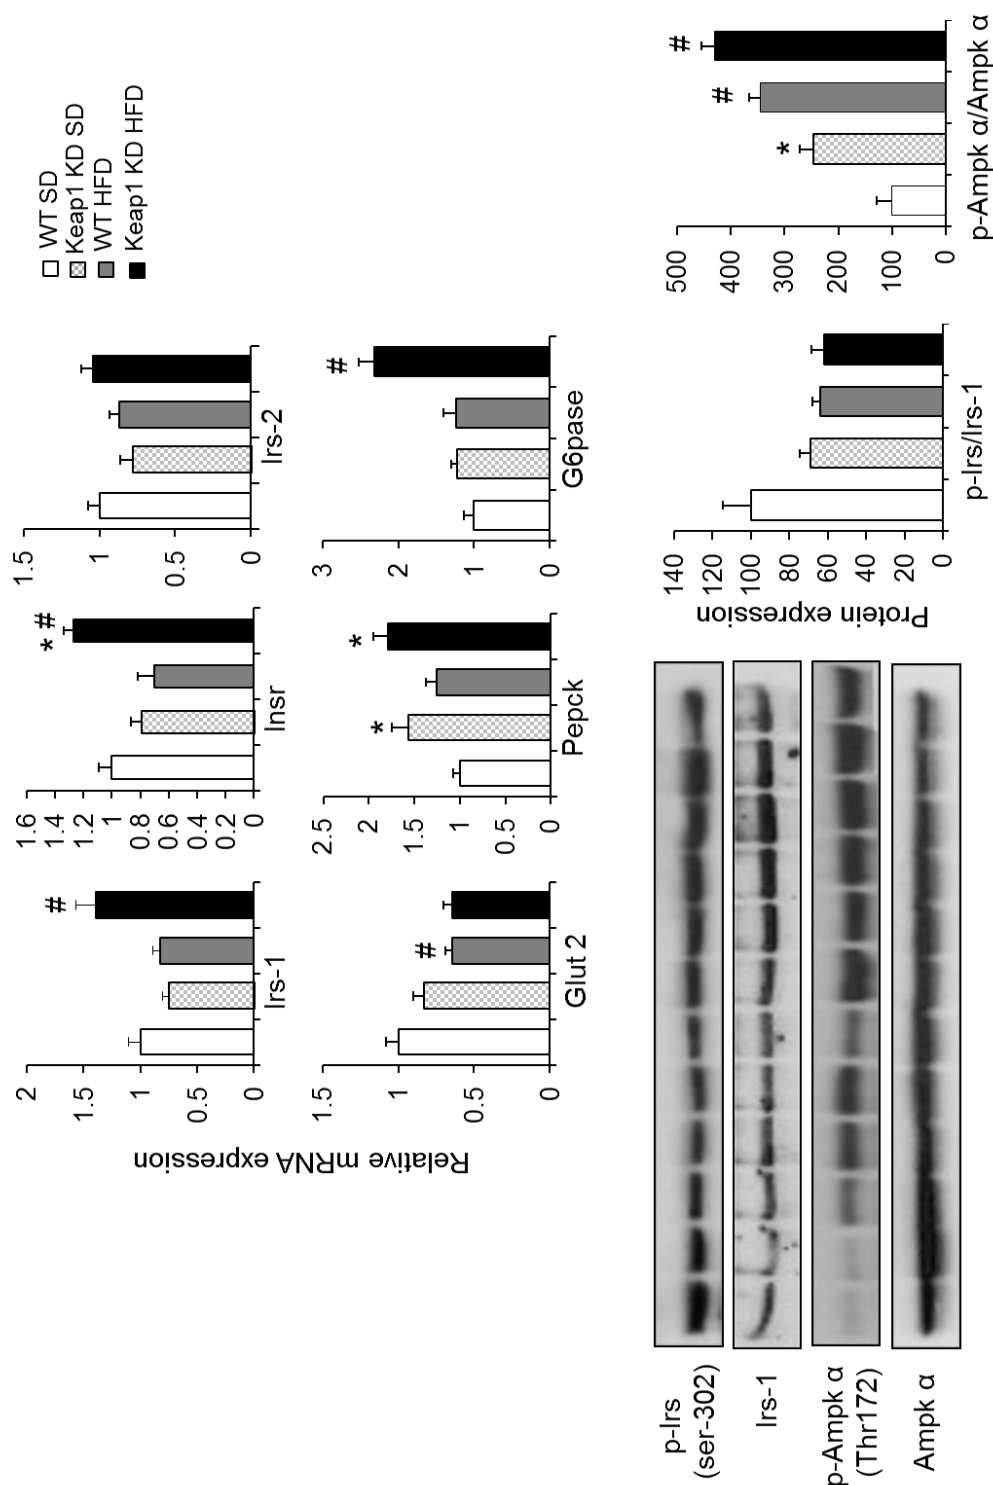 WT SD
Keap1 KD SD
WT HFD
Keap1 KD HFD
Relative mRNA expression
2
1.5
1
0.5
0
#
Irs-1
1.6
1.4
1.2
1
0.8
0.6
0.4
0.2
0
* #
Insr
1.5
1
0.5
0
Irs-2
1.5
1
0.5
0
#
Glut 2
2.5
2
1.5
1
0.5
0
*
*
Pepck
3
2
1
0
#
G6pase
p-Irs
(ser-302)
Irs-1
p-Ampk α
(Thr172)
Ampk α
Protein expression
140
120
100
80
60
40
20
0
p-Irs/Irs-1
500
400
300
200
100
0
*
#
#
p-Ampk α/Ampk α